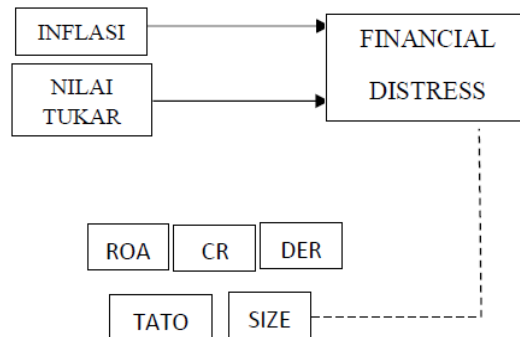 INFLASI
FINANCIAL
DISTRESS
NILAI
TUKAR
ROA
CR
DER
TATO
SIZE